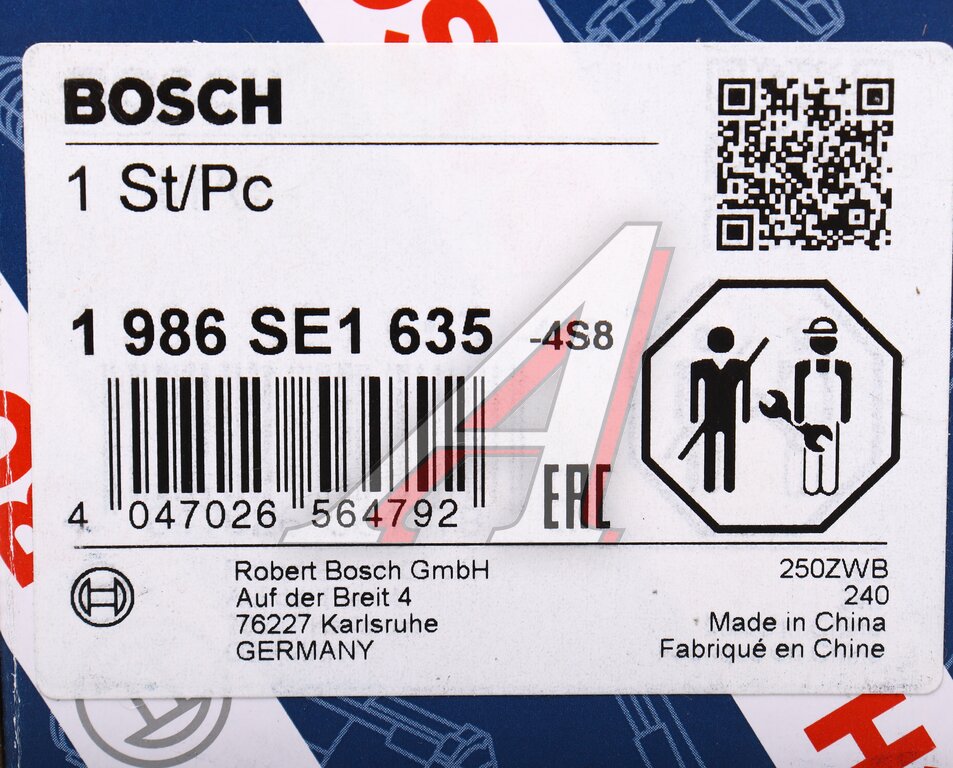 BOSCH
1 St/Pc
1 986 SE1 635 -4S8
4 047026 564792
EAC
Robert Bosch GmbH
Auf der Breit 4
76227 Karlsruhe
GERMANY
250ZWB
240
Made in China
Fabriqué en Chine